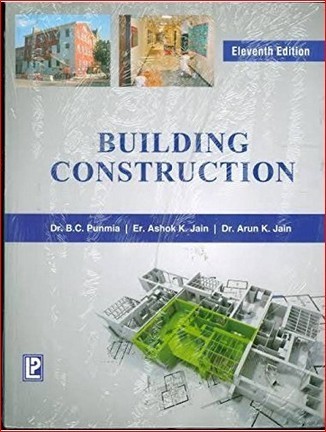 Eleventh Edition
BUILDING
CONSTRUCTION
Dr. B.C. Punmia | Er. Ashok K. Jain | Dr. Arun K. Jain
LP